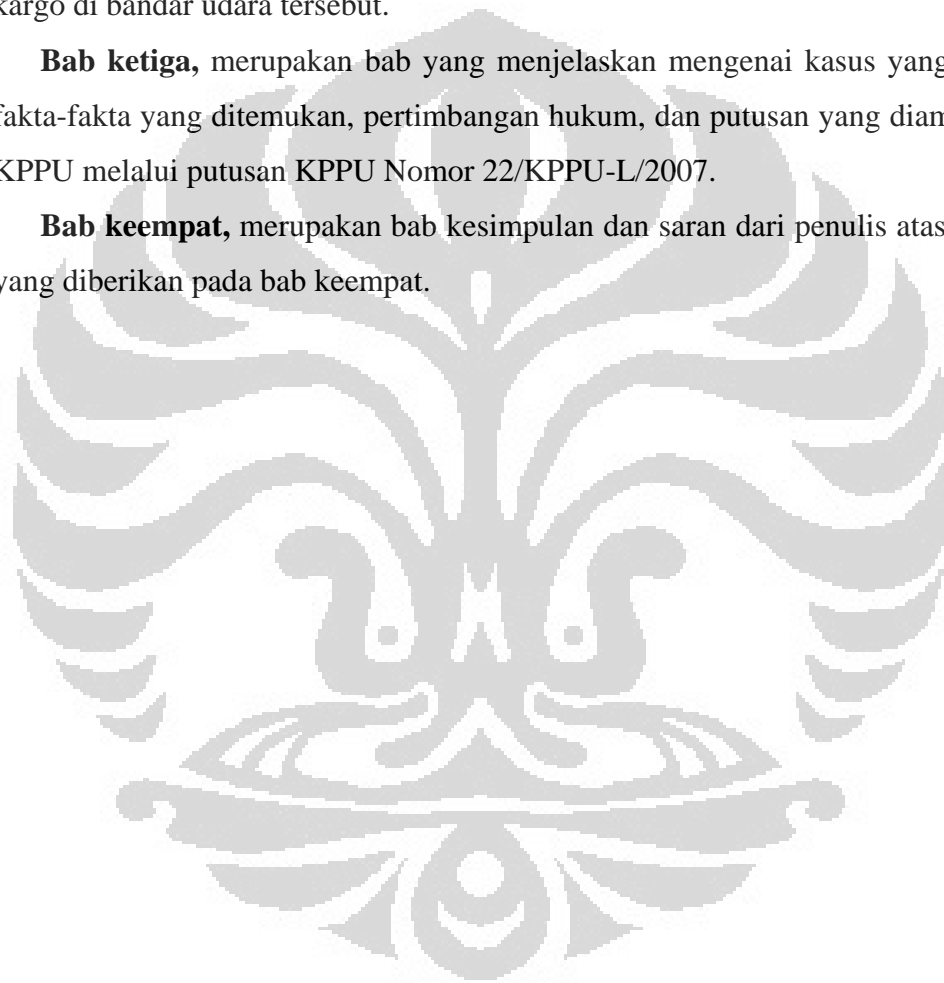 kargo di bandar udara tersebut.
Bab ketiga, merupakan bab yang menjelaskan mengenai kasus yang
fakta-fakta yang ditemukan, pertimbangan hukum, dan putusan yang diam
KPPU melalui putusan KPPU Nomor 22/KPPU-L/2007.
Bab keempat, merupakan bab kesimpulan dan saran dari penulis atas
yang diberikan pada bab keempat.